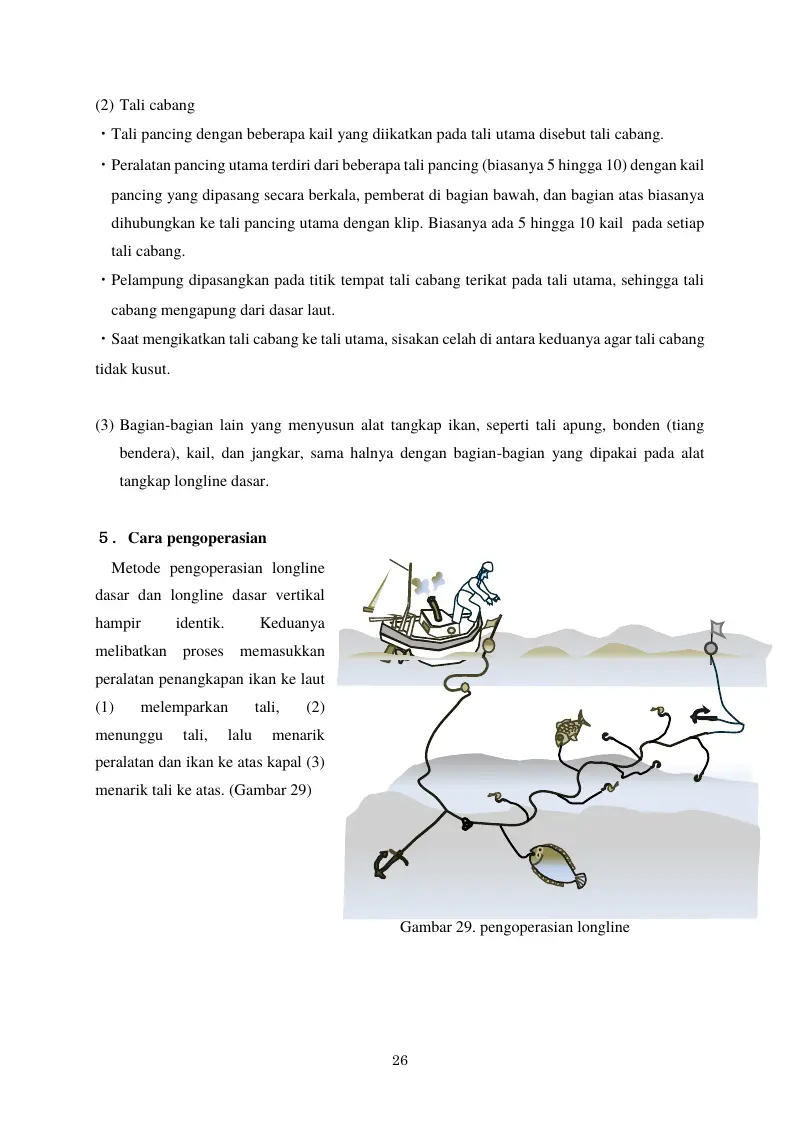 (2) Tali cabang
・Tali pancing dengan beberapa kail yang diikatkan pada tali utama disebut tali cabang.
・Peralatan pancing utama terdiri dari beberapa tali pancing (biasanya 5 hingga 10) dengan kail
pancing yang dipasang secara berkala, pemberat di bagian bawah, dan bagian atas biasanya
dihubungkan ke tali pancing utama dengan klip. Biasanya ada 5 hingga 10 kail  pada setiap
tali cabang.
・Pelampung dipasangkan pada titik tempat tali cabang terikat pada tali utama, sehingga tali
cabang mengapung dari dasar laut.
・Saat mengikatkan tali cabang ke tali utama, sisakan celah di antara keduanya agar tali cabang
tidak kusut.
(3) Bagian-bagian lain yang menyusun alat tangkap ikan, seperti tali apung, bonden (tiang
bendera), kail, dan jangkar, sama halnya dengan bagian-bagian yang dipakai pada alat
tangkap longline dasar.
５．Cara pengoperasian
Metode pengoperasian longline
dasar dan longline dasar vertikal
hampir identik. Keduanya
melibatkan proses memasukkan
peralatan penangkapan ikan ke laut
(1) melemparkan tali, (2)
menunggu tali, lalu menarik
peralatan dan ikan ke atas kapal (3)
menarik tali ke atas. (Gambar 29)
Gambar 29. pengoperasian longline
26